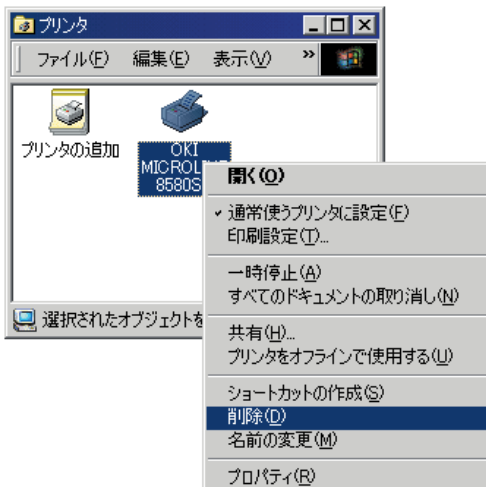 プリンタ
ファイル(F) 編集(E) 表示(V) »
プリンタの追加
OKI
8580S
開く(O)
✓通常使うプリンタに設定(F)
印刷設定(T)...
一時停止(A)
すべてのドキュメントの取り消し(N)
選択されたオブジェクトを
共有(H)...
プリンタをオフラインで使用する(U)
ショートカットの作成(S)
削除(D)
名前の変更(M)
プロパティ(R)